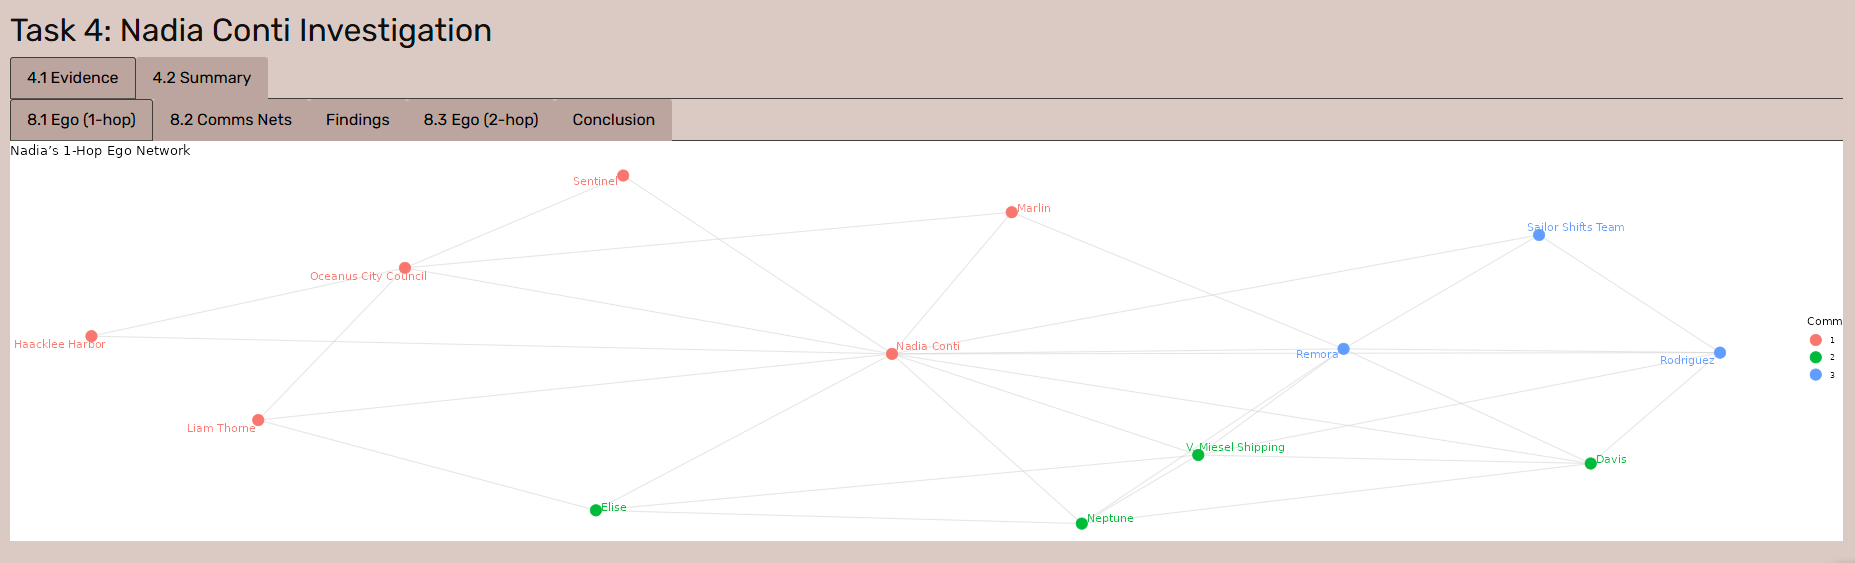 Task 4: Nadia Conti Investigation
4.1 Evidence 4.2 Summary
8.1 Ego (1-hop) 8.2 Comms Nets Findings 8.3 Ego (2-hop) Conclusion
Nadia's 1-Hop Ego Network
Sentinel
Marlin
Sailor Shifts Team
Oceanus City Council
Comm
1
2
3
Haacklee Harbor
Nadia Conti
Remora
Rodriguez
Liam Thorne
V. Miesel Shipping
Davis
Elise
Neptune